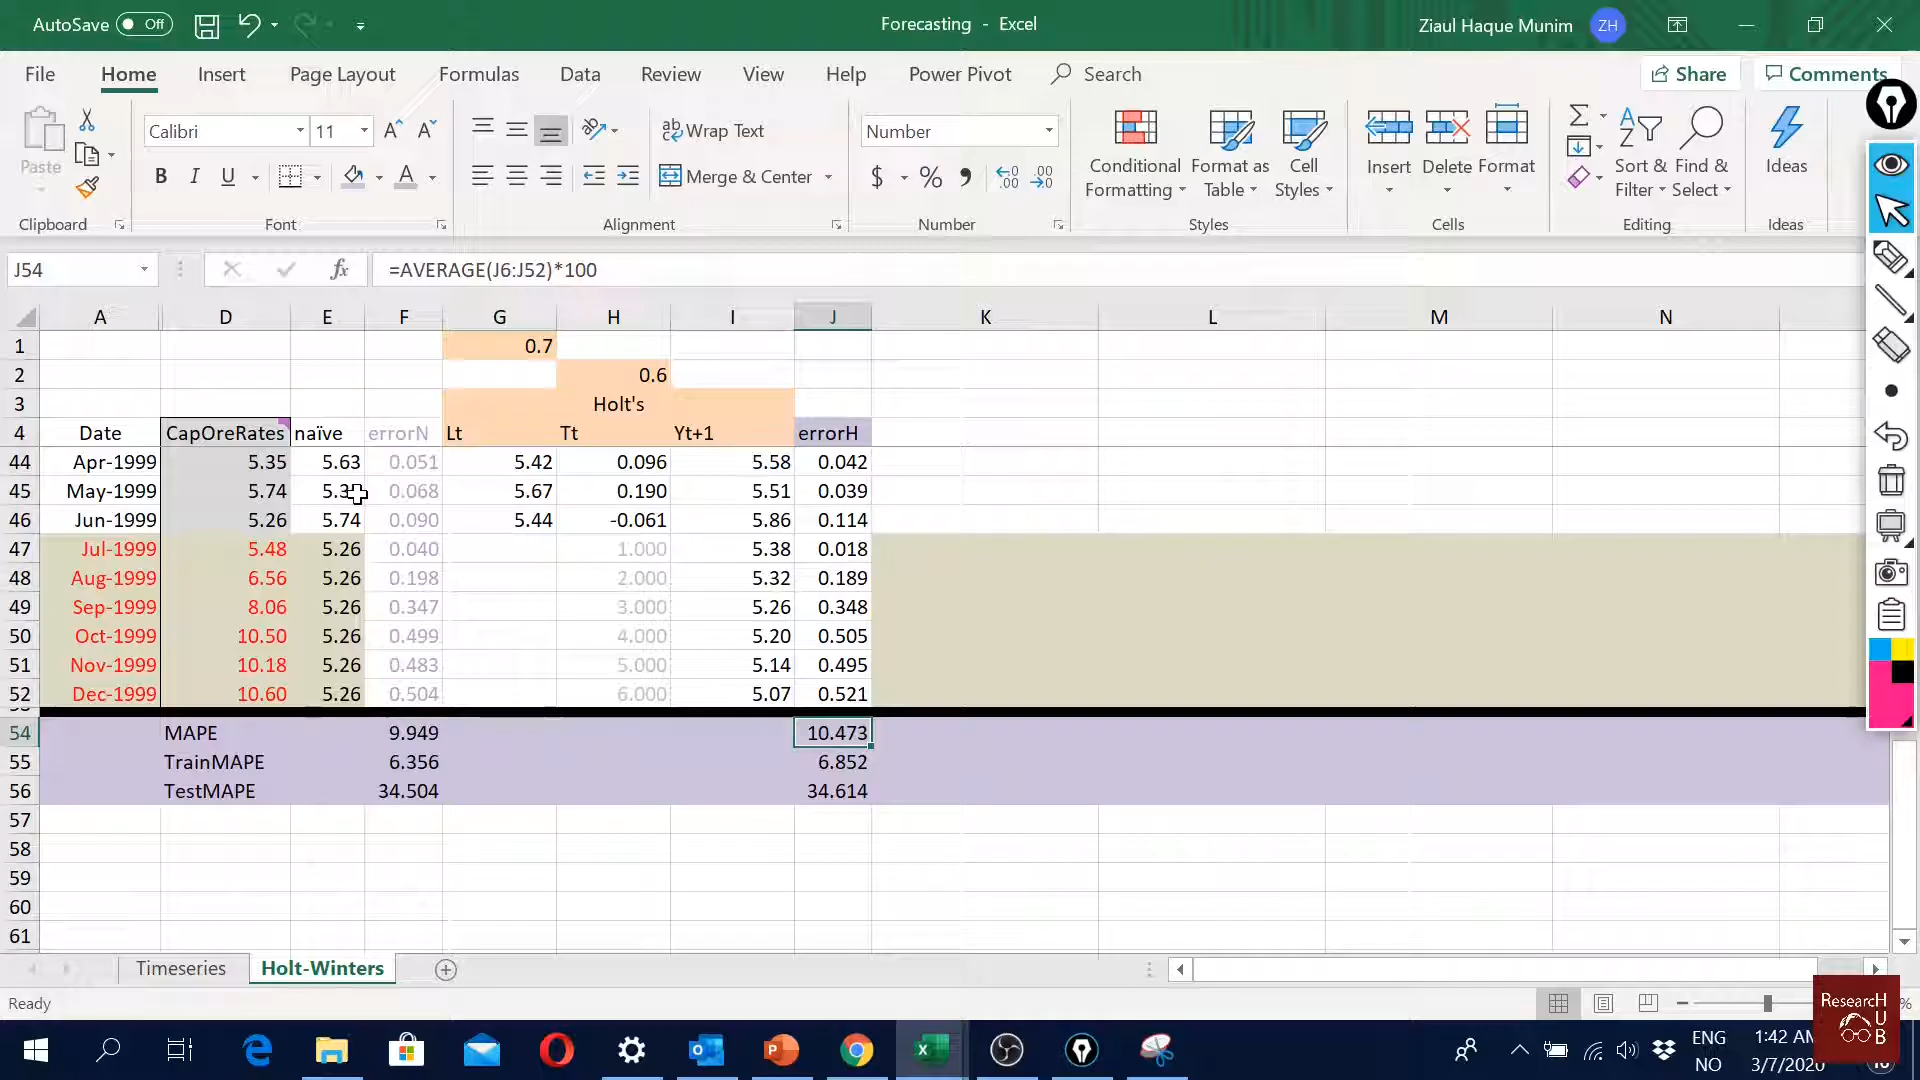 AutoSave Off Forecasting - Excel Ziaul Haque Munim ZH
File Home Insert Page Layout Formulas Data Review View Help Power Pivot Search Share Comments
Paste Calibri 11 Wrap Text Number Conditional Formatting Format as Table Cell Styles Insert Delete Format Sort & Filter Find & Select Ideas
B I U Merge & Center $ %
Clipboard Font Alignment Number Styles Cells Editing Ideas
J54 fx =AVERAGE(J6:J52)*100
A D E F G H I J K L M N
1 0.7
2 0.6
3 Holt's
4 Date CapOreRates naïve errorN Lt Tt Yt+1 errorH
44 Apr-1999 5.35 5.63 0.051 5.42 0.096 5.58 0.042
45 May-1999 5.74 0.068 5.67 0.190 5.51 0.039
46 Jun-1999 5.26 5.74 0.090 5.44 -0.061 5.86 0.114
47 Jul-1999 5.48 5.26 0.040 1.000 5.38 0.018
48 Aug-1999 6.56 5.26 0.198 2.000 5.32 0.189
49 Sep-1999 8.06 5.26 0.347 3.000 5.26 0.348
50 Oct-1999 10.50 5.26 0.499 4.000 5.20 0.505
51 Nov-1999 10.18 5.26 0.483 5.000 5.14 0.495
52 Dec-1999 10.60 5.26 0.504 6.000 5.07 0.521
54 MAPE 9.949 10.473
55 TrainMAPE 6.356 6.852
56 TestMAPE 34.504 34.614
57
58
59
60
61
Timeseries Holt-Winters
Ready %
ResearcH
U
B
ENG 1:42 AM
NO 3/7/2020